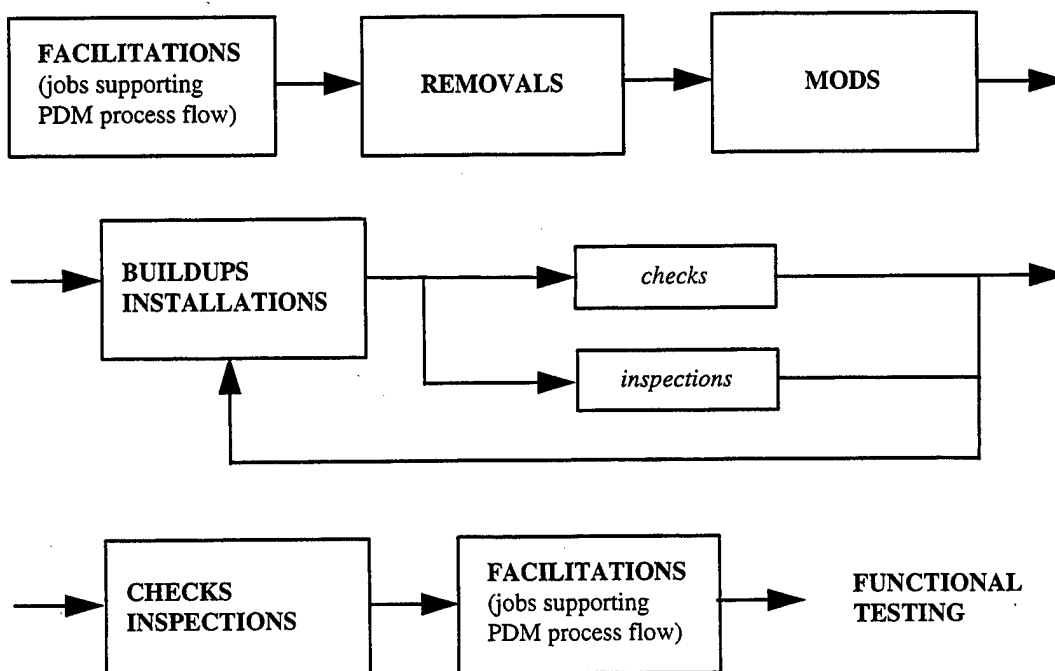 FACILITATIONS
(jobs supporting
PDM process flow)
REMOVALS
MODS
BUILDUPS
INSTALLATIONS
checks
inspections
CHECKS
INSPECTIONS
FACILITATIONS
(jobs supporting
PDM process flow)
FUNCTIONAL
TESTING